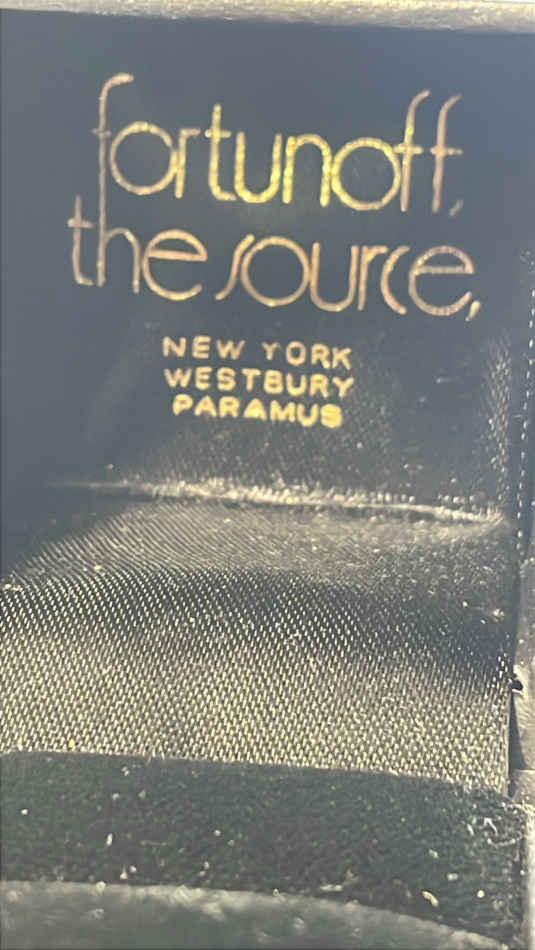 fortunoff,
the source,
NEW YORK
WESTBURY
PARAMUS